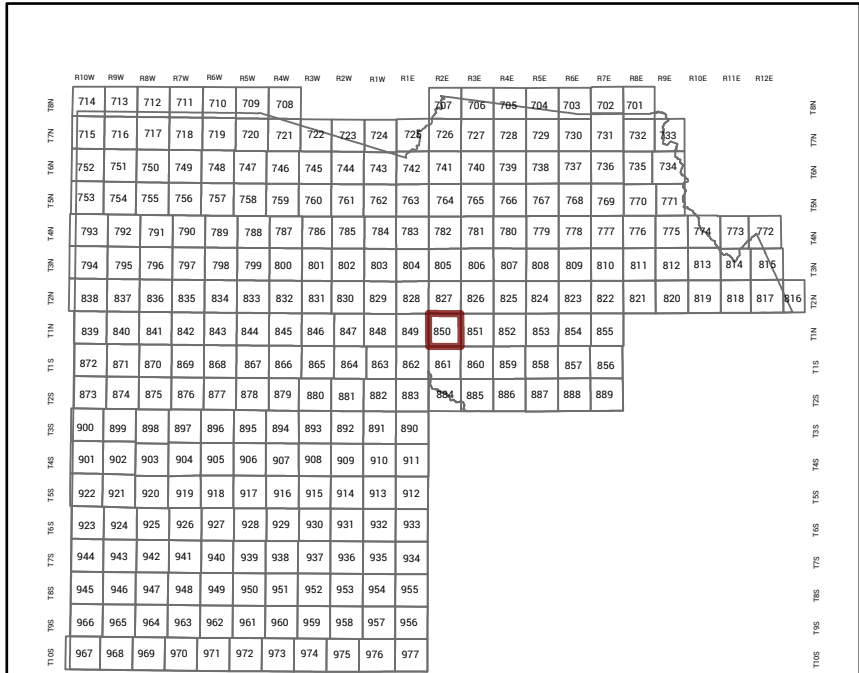 R10W R9W R8W R7W R6W R5W R4W R3W R2W R1W R1E R2E R3E R4E R5E R6E R7E R8E R9E R10E R11E R12E
T8N 714 713 712 711 710 709 708 707 706 705 704 703 702 701 T8N
T7N 715 716 717 718 719 720 721 722 723 724 725 726 727 728 729 730 731 732 733 T7N
T6N 752 751 750 749 748 747 746 745 744 743 742 741 740 739 738 737 736 735 734 T6N
T5N 753 754 755 756 757 758 759 760 761 762 763 764 765 766 767 768 769 770 771 T5N
T4N 793 792 791 790 789 788 787 786 785 784 783 782 781 780 779 778 777 776 775 774 773 772 T4N
T3N 794 795 796 797 798 799 800 801 802 803 804 805 806 807 808 809 810 811 812 813 814 815 T3N
T2N 838 837 836 835 834 833 832 831 830 829 828 827 826 825 824 823 822 821 820 819 818 817 816 T2N
T1N 839 840 841 842 843 844 845 846 847 848 849 850 851 852 853 854 855 T1N
T1S 872 871 870 869 868 867 866 865 864 863 862 861 860 859 858 857 856 T1S
T2S 873 874 875 876 877 878 879 880 881 882 883 884 885 886 887 888 889 T2S
T3S 900 899 898 897 896 895 894 893 892 891 890 T3S
T4S 901 902 903 904 905 906 907 908 909 910 911 T4S
T5S 922 921 920 919 918 917 916 915 914 913 912 T5S
T6S 923 924 925 926 927 928 929 930 931 932 933 T6S
T7S 944 943 942 941 940 939 938 937 936 935 934 T7S
T8S 945 946 947 948 949 950 951 952 953 954 955 T8S
T9S 966 965 964 963 962 961 960 959 958 957 956 T9S
T10S 967 968 969 970 971 972 973 974 975 976 977 T10S